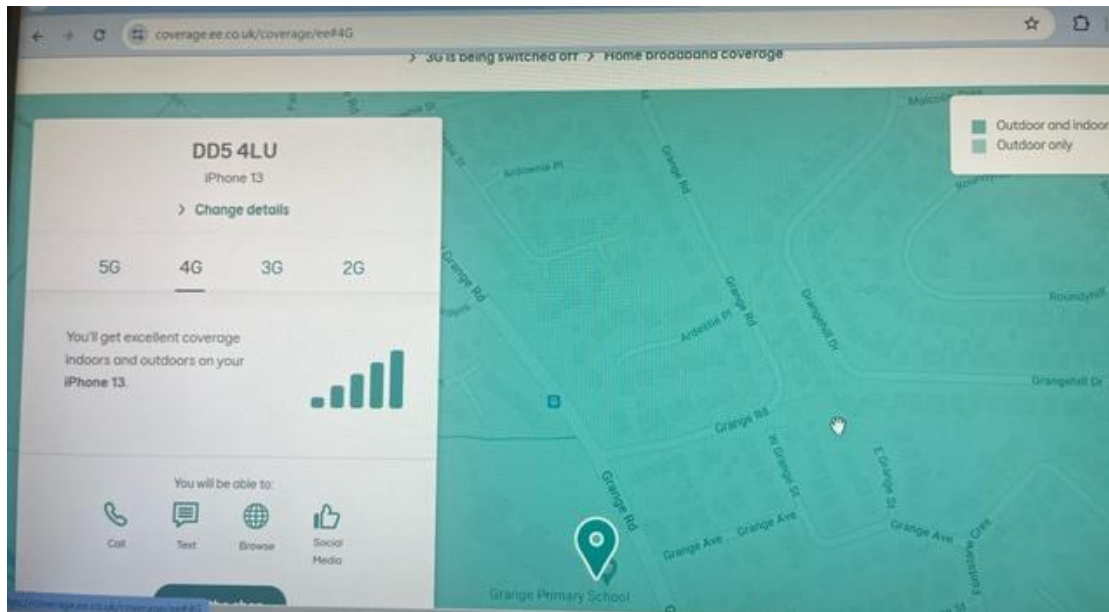 coverage.ee.co.uk/coverage/ee#4G
> 3G is being switched off > Home broadband coverage
DD5 4LU
iPhone 13
> Change details
5G 4G 3G 2G
You'll get excellent coverage
indoors and outdoors on your
iPhone 13.
You will be able to:
Call Text Browse Social
Media
Outdoor and indoor
Outdoor only
Ardownie Pl
Grange Rd
Grange Rd
Grange Rd
Ardestie Pl
Grangehill Dr
Roundyhill
Grangehill Dr
Grange Rd
W Grange St
E Grange St
Grange Rd
Grange Ave
Grange Ave
Grange Ave
Grange Primary School